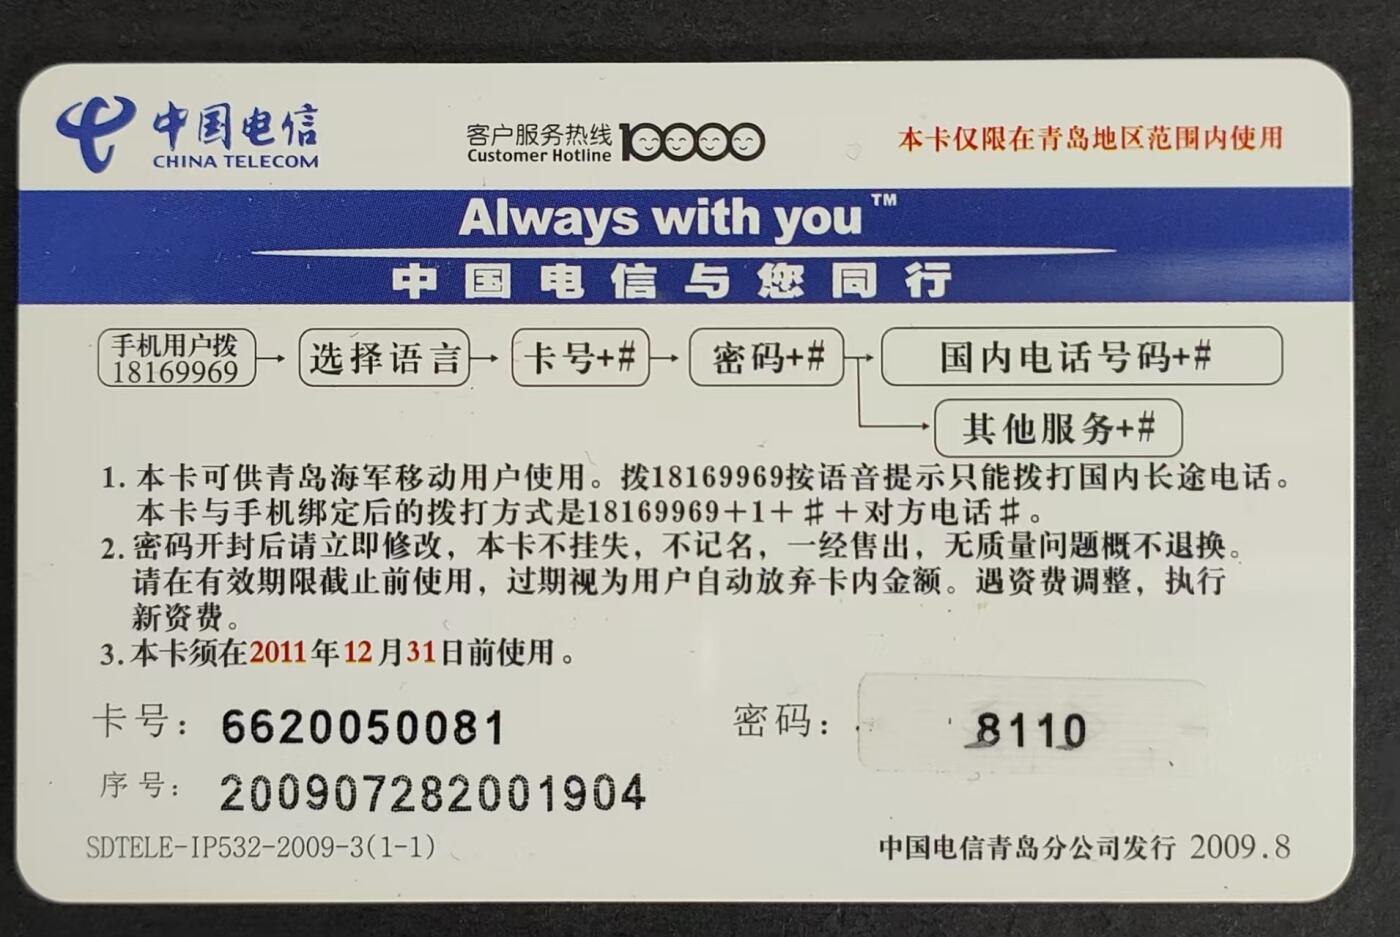 中国电信
CHINA TELECOM
客户服务热线 10000
Customer Hotline
本卡仅限在青岛地区范围内使用
Always with you™
中国电信与您同行
手机用户拨
18169969
选择语言
卡号+#
密码+#
国内电话号码+#
其他服务+#
1. 本卡可供青岛海军移动用户使用。拨18169969按语音提示只能拨打国内长途电话。
本卡与手机绑定后的拨打方式是18169969+1+#+对方电话#。
2. 密码开封后请立即修改，本卡不挂失，不记名，一经售出，无质量问题概不退换。
请在有效期限截止前使用，过期视为用户自动放弃卡内金额。遇资费调整，执行
新资费。
3. 本卡须在2011年12月31日前使用。
卡号： 6620050081
密码： 8110
序号： 200907282001904
SDTELE-IP532-2009-3(1-1)
中国电信青岛分公司发行 2009.8